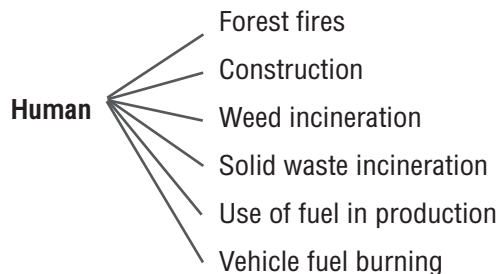 Forest fires
Construction
Human
Weed incineration
Solid waste incineration
Use of fuel in production
Vehicle fuel burning